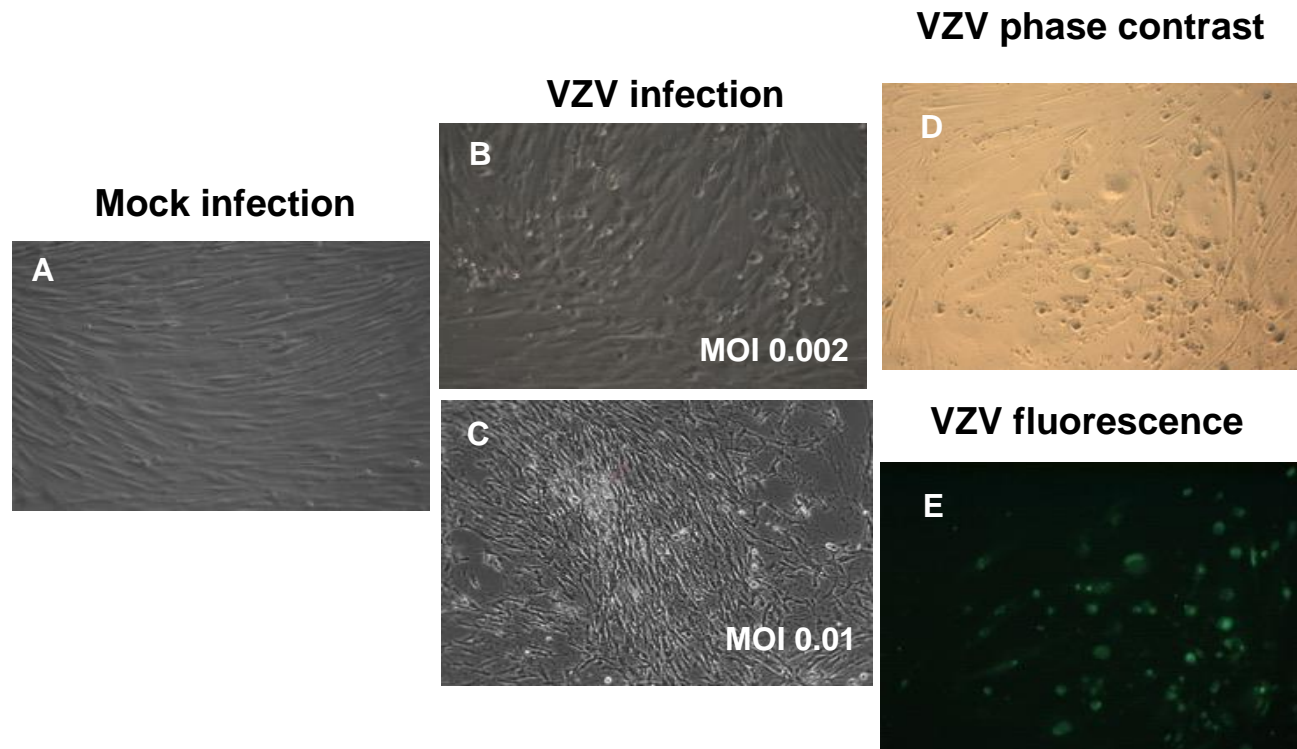 Mock infection
A
VZV infection
B
MOI 0.002
C
MOI 0.01
VZV phase contrast
D
VZV fluorescence
E